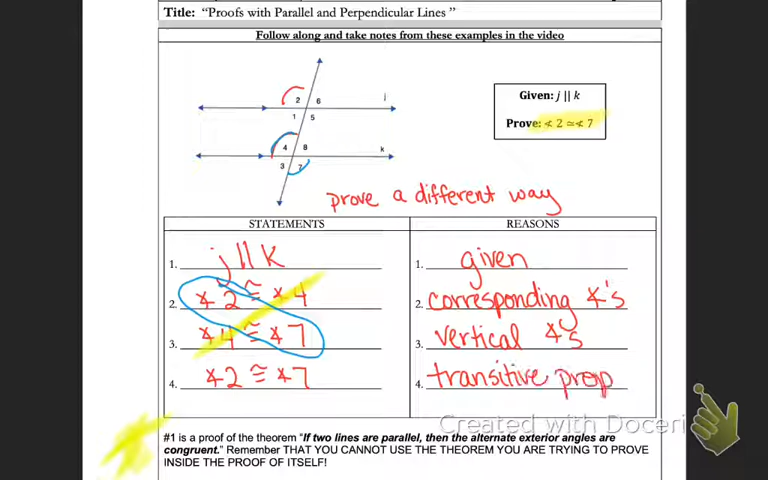 Title: “Proofs with Parallel and Perpendicular Lines ”
Follow along and take notes from these examples in the video
2 6 j
1 5
4 8 k
3 7
Given: j || k
Prove: ∢ 2 ≃ ∢ 7
prove a different way
STATEMENTS REASONS
1. j || k 1. given
2. ∢2 ≅ ∢4 2. corresponding ∢'s
3. ∢4 ≅ ∢7 3. vertical ∢'s
4. ∢2 ≅ ∢7 4. transitive prop
Created with Doceri
#1 is a proof of the theorem “If two lines are parallel, then the alternate exterior angles are
congruent.” Remember THAT YOU CANNOT USE THE THEOREM YOU ARE TRYING TO PROVE
INSIDE THE PROOF OF ITSELF!